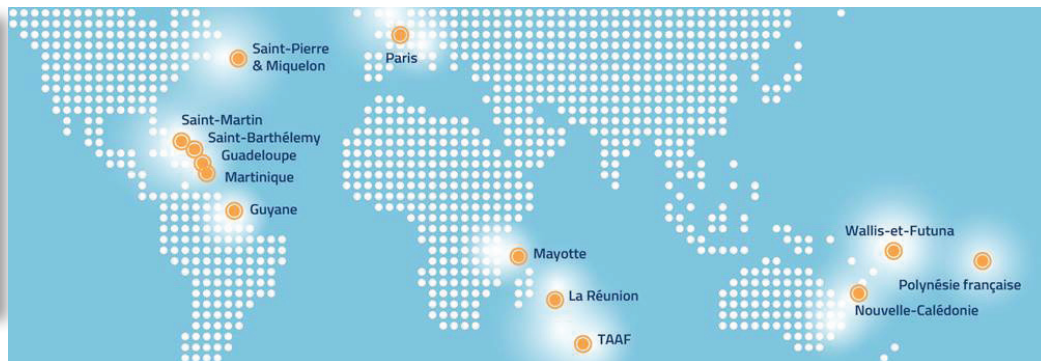 Saint-Pierre
& Miquelon
Paris
Saint-Martin
Saint-Barthélemy
Guadeloupe
Martinique
Guyane
Mayotte
La Réunion
TAAF
Wallis-et-Futuna
Polynésie française
Nouvelle-Calédonie